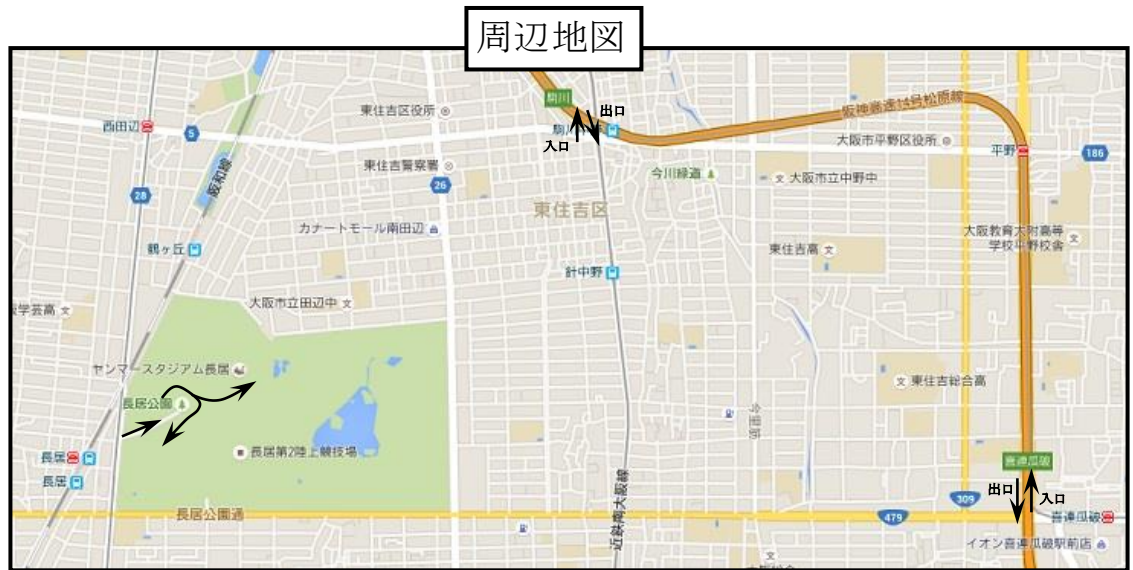 周辺地図
駒川
出口
東住吉区役所
阪神高速14号松原線
西田辺
5
入口
大阪市平野区役所
平野
186
東住吉警察署
今川緑道
大阪市立中野中
26
28
阪和線
東住吉区
カナートモール南田辺
大阪教育大附高等
学校平野校舎
鶴ヶ丘
東住吉高
針中野
大阪市立田辺中
学芸高
ヤンマースタジアム長居
東住吉総合高
長居公園
長居第2陸上競技場
長居
長居
喜連瓜破
出口
入口
309
長居公園通
479
喜連瓜破
近鉄南大阪線
イオン喜連瓜破駅前店